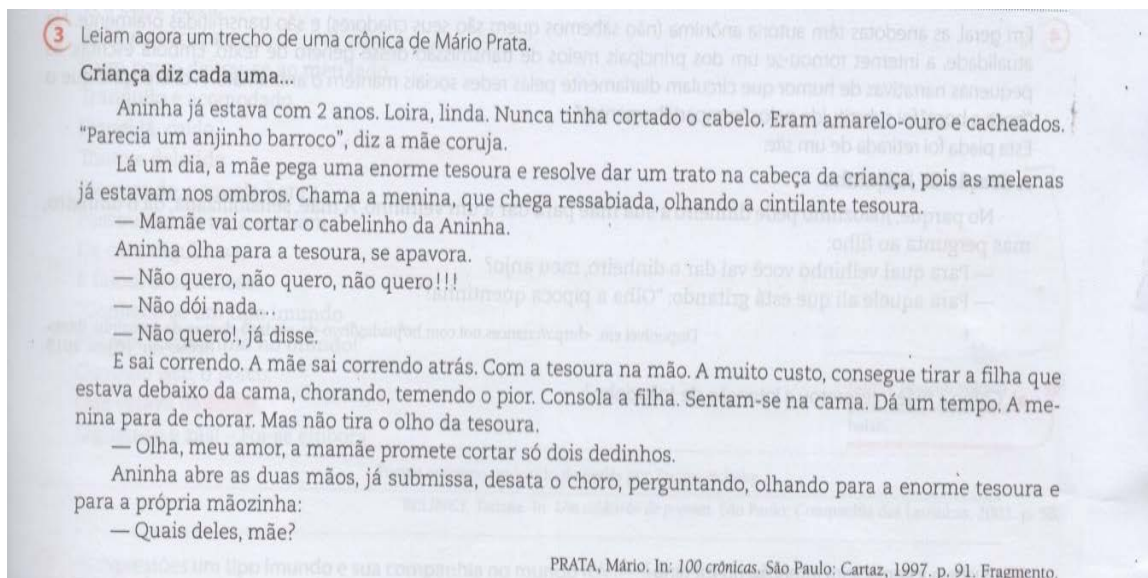 3 Leiam agora um trecho de uma crônica de Mário Prata.
Criança diz cada uma...
Aninha já estava com 2 anos. Loira, linda. Nunca tinha cortado o cabelo. Eram amarelo-ouro e cacheados.
"Parecia um anjinho barroco", diz a mãe coruja.
Lá um dia, a mãe pega uma enorme tesoura e resolve dar um trato na cabeça da criança, pois as melenas
já estavam nos ombros. Chama a menina, que chega ressabiada, olhando a cintilante tesoura.
— Mamãe vai cortar o cabelinho da Aninha.
Aninha olha para a tesoura, se apavora.
— Não quero, não quero, não quero!!!
— Não dói nada...
— Não quero!, já disse.
E sai correndo. A mãe sai correndo atrás. Com a tesoura na mão. A muito custo, consegue tirar a filha que
estava debaixo da cama, chorando, temendo o pior. Consola a filha. Sentam-se na cama. Dá um tempo. A me-
nina para de chorar. Mas não tira o olho da tesoura.
— Olha, meu amor, a mamãe promete cortar só dois dedinhos.
Aninha abre as duas mãos, já submissa, desata o choro, perguntando, olhando para a enorme tesoura e
para a própria mãozinha:
— Quais deles, mãe?
PRATA, Mário. In: 100 crônicas. São Paulo: Cartaz, 1997. p. 91. Fragmento.